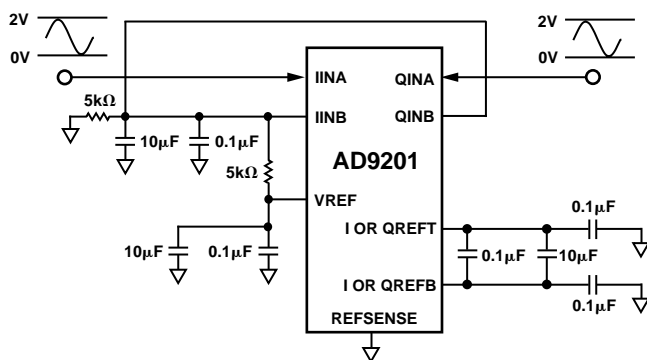 2V
0V
2V
0V
IINA
QINA
5kΩ
IINB
QINB
10μF
0.1μF
AD9201
5kΩ
VREF
I OR QREFT
0.1μF
10μF
0.1μF
0.1μF
10μF
I OR QREFB
0.1μF
REFSENSE